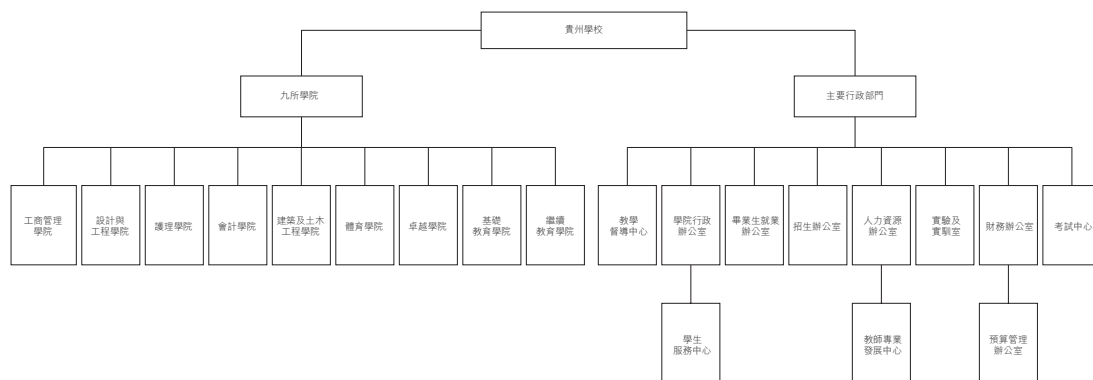 貴州學校
九所學院
主要行政部門
工商管理
學院
設計與
工程學院
護理學院
會計學院
建築及土木
工程學院
體育學院
卓越學院
基礎
教育學院
繼續
教育學院
教學
督導中心
學院行政
辦公室
畢業生就業
辦公室
招生辦公室
人力資源
辦公室
實驗及
實馴室
財務辦公室
考試中心
學生
服務中心
教師專業
發展中心
預算管理
辦公室